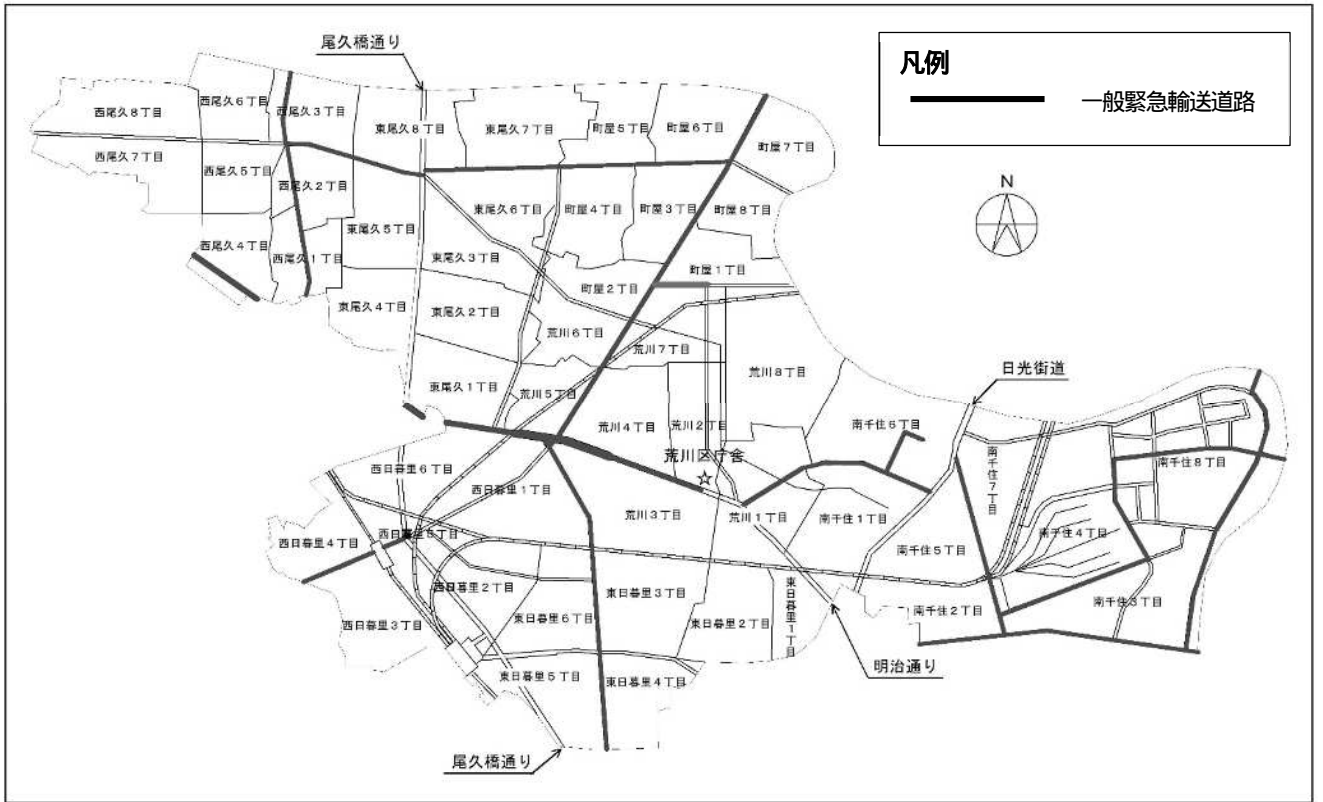 尾久橋通り
凡例
一般緊急輸送道路
N
西尾久8丁目
西尾久6丁目
西尾久3丁目
東尾久8丁目
東尾久7丁目
町屋5丁目
町屋6丁目
町屋7丁目
西尾久7丁目
西尾久5丁目
西尾久2丁目
東尾久6丁目
町屋4丁目
町屋3丁目
町屋8丁目
西尾久4丁目
西尾久1丁目
東尾久5丁目
東尾久3丁目
町屋2丁目
町屋1丁目
東尾久4丁目
東尾久2丁目
荒川6丁目
荒川7丁目
荒川8丁目
日光街道
東尾久1丁目
荒川5丁目
荒川4丁目
荒川2丁目
南千住6丁目
荒川区庁舎
南千住7丁目
南千住8丁目
西日暮里6丁目
西日暮里1丁目
荒川3丁目
荒川1丁目
南千住1丁目
西日暮里4丁目
西日暮里5丁目
南千住5丁目
南千住4丁目
西日暮里2丁目
東日暮里3丁目
南千住2丁目
南千住3丁目
西日暮里3丁目
東日暮里6丁目
東日暮里2丁目
東日暮里1丁目
明治通り
東日暮里5丁目
東日暮里4丁目
尾久橋通り